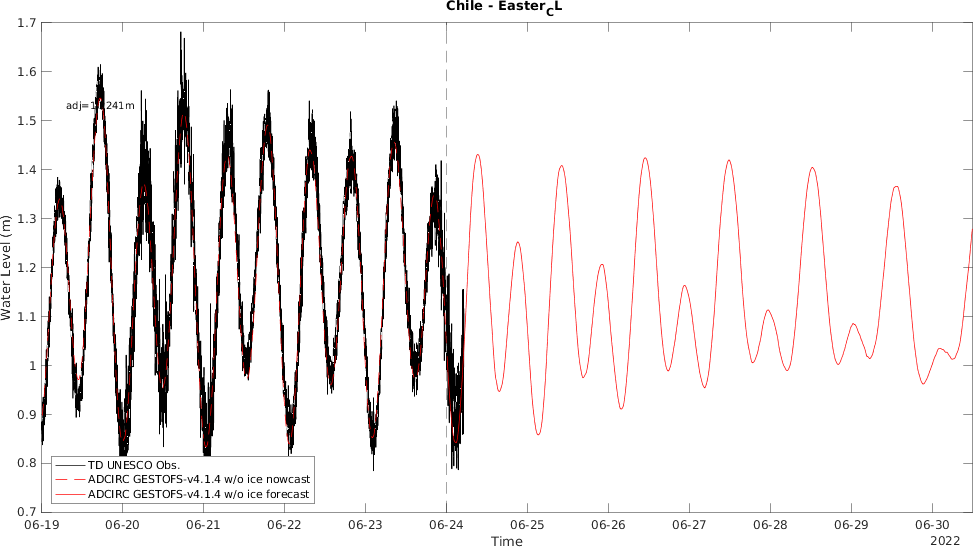 Chile - Easter_CL
1.7
1.6
1.5
1.4
1.3
1.2
1.1
1
0.9
0.8
0.7
Water Level (m)
TD UNESCO Obs.
ADCIRC GESTOFS-v4.1.4 w/o ice nowcast
ADCIRC GESTOFS-v4.1.4 w/o ice forecast
06-19 06-20 06-21 06-22 06-23 06-24 06-25 06-26 06-27 06-28 06-29 06-30
Time
2022